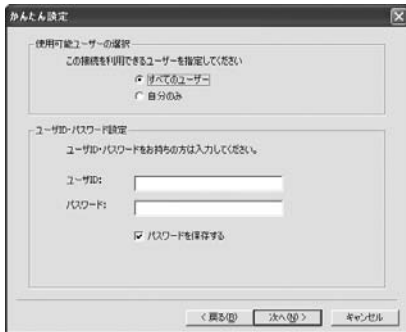 かんたん設定
使用可能ユーザーの選択
この接続を利用できるユーザーを指定してください
すべてのユーザー
自分のみ
ユーザID・パスワード設定
ユーザID・パスワードをお持ちの方は入力してください。
ユーザID:
パスワード:
パスワードを保存する
< 戻る(B) 次へ(N) > キャンセル